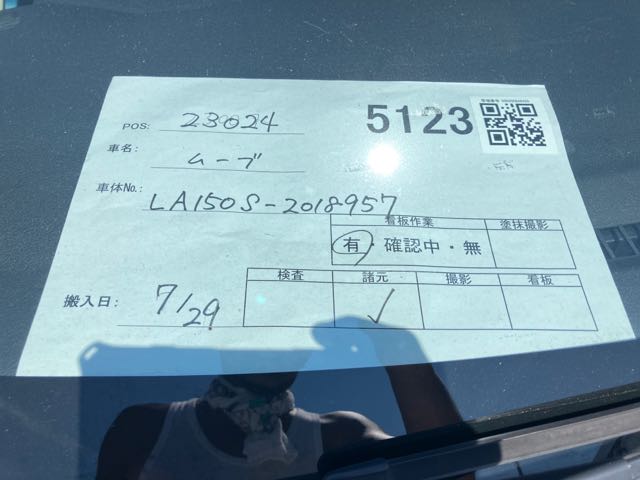 POS: 23024
5123
車名: ムーブ
車体No.: LA150S-2018957
看板作業 塗抹撮影
有・確認中・無
検査 諸元 撮影 看板
搬入日: 7/29 ✓